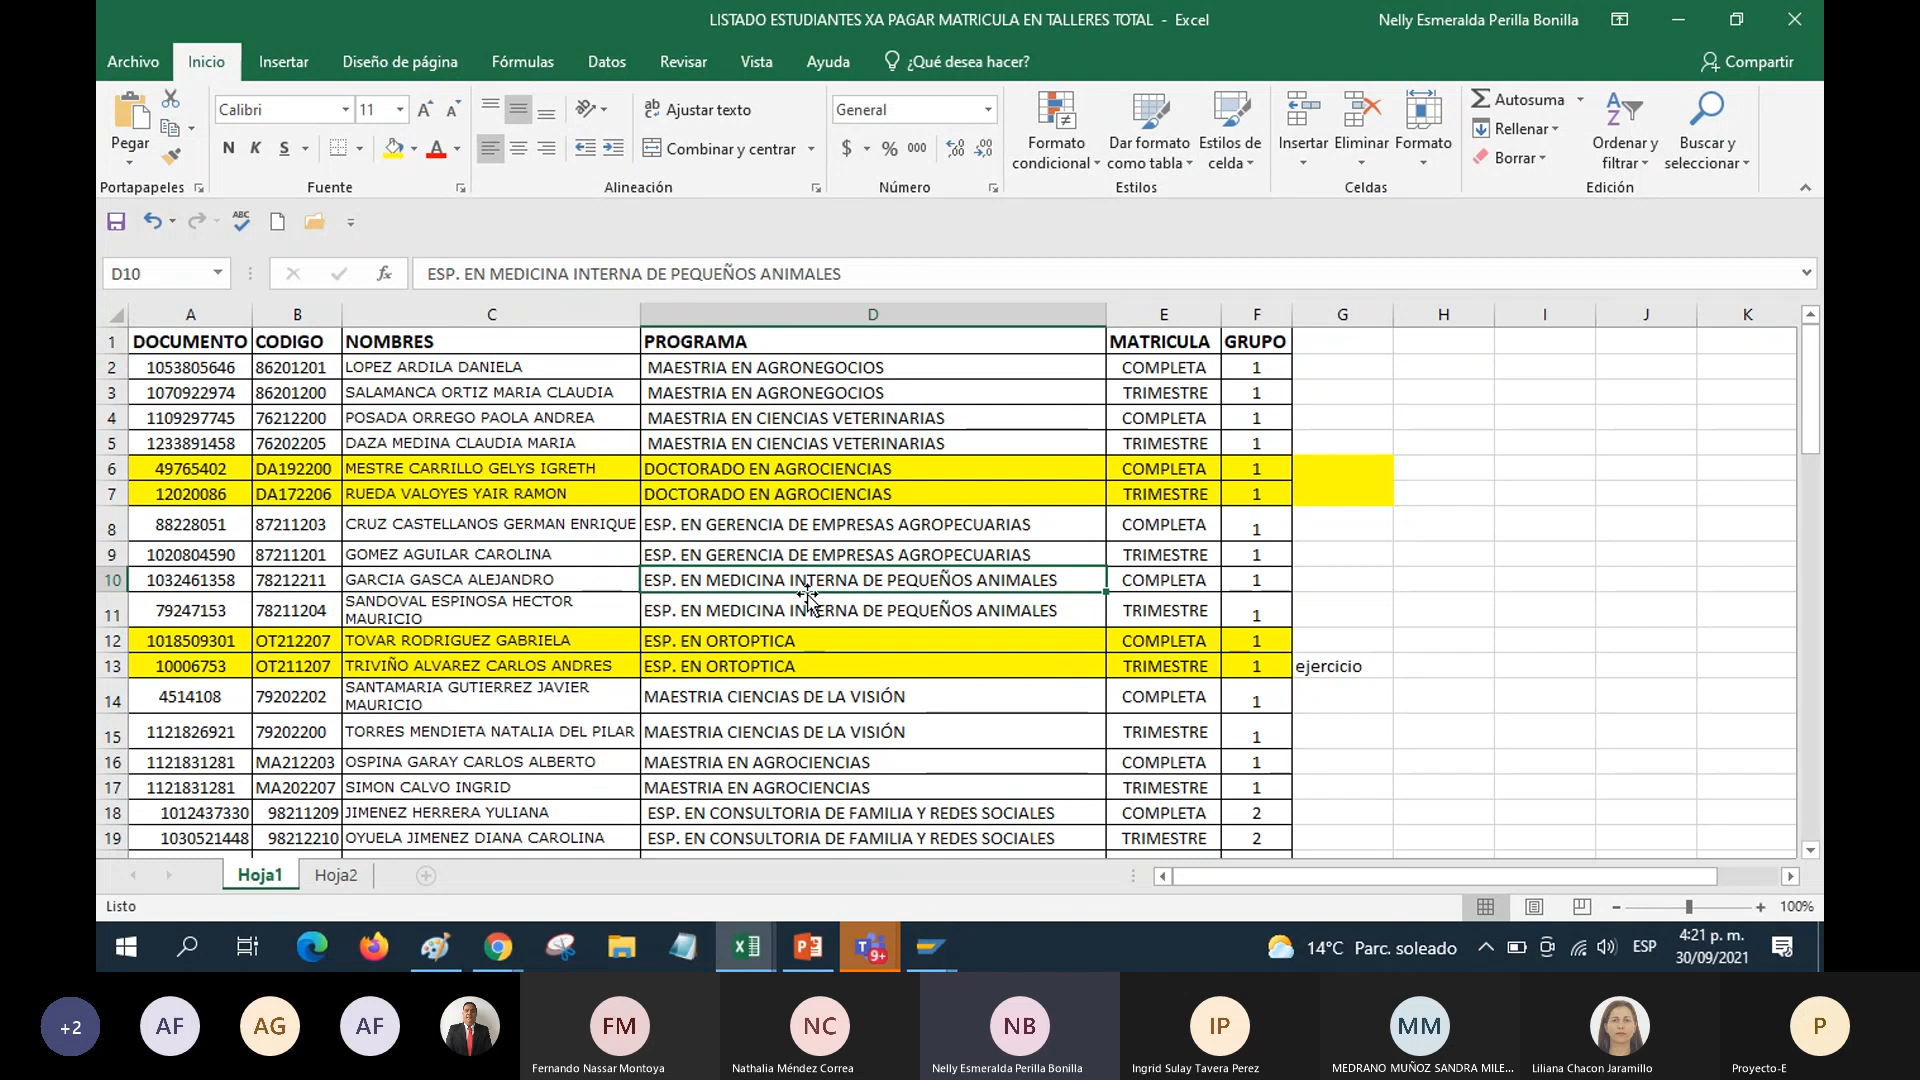 LISTADO ESTUDIANTES XA PAGAR MATRICULA EN TALLERES TOTAL - Excel
Nelly Esmeralda Perilla Bonilla
Archivo Inicio Insertar Diseño de página Fórmulas Datos Revisar Vista Ayuda ¿Qué desea hacer? Compartir
Pegar
Calibri 11
N K S
Ajustar texto
Combinar y centrar
General
$ % 000
Formato condicional
Dar formato como tabla
Estilos de celda
Insertar Eliminar Formato
Autosuma
Rellenar
Borrar
Ordenar y filtrar
Buscar y seleccionar
Portapapeles Fuente Alineación Número Estilos Celdas Edición
D10 fx ESP. EN MEDICINA INTERNA DE PEQUEÑOS ANIMALES
A B C D E F G H I J K
1 DOCUMENTO CODIGO NOMBRES PROGRAMA MATRICULA GRUPO
2 1053805646 86201201 LOPEZ ARDILA DANIELA MAESTRIA EN AGRONEGOCIOS COMPLETA 1
3 1070922974 86201200 SALAMANCA ORTIZ MARIA CLAUDIA MAESTRIA EN AGRONEGOCIOS TRIMESTRE 1
4 1109297745 76212200 POSADA ORREGO PAOLA ANDREA MAESTRIA EN CIENCIAS VETERINARIAS COMPLETA 1
5 1233891458 76202205 DAZA MEDINA CLAUDIA MARIA MAESTRIA EN CIENCIAS VETERINARIAS TRIMESTRE 1
6 49765402 DA192200 MESTRE CARRILLO GELYS IGRETH DOCTORADO EN AGROCIENCIAS COMPLETA 1
7 12020086 DA172206 RUEDA VALOYES YAIR RAMON DOCTORADO EN AGROCIENCIAS TRIMESTRE 1
8 88228051 87211203 CRUZ CASTELLANOS GERMAN ENRIQUE ESP. EN GERENCIA DE EMPRESAS AGROPECUARIAS COMPLETA 1
9 1020804590 87211201 GOMEZ AGUILAR CAROLINA ESP. EN GERENCIA DE EMPRESAS AGROPECUARIAS TRIMESTRE 1
10 1032461358 78212211 GARCIA GASCA ALEJANDRO ESP. EN MEDICINA INTERNA DE PEQUEÑOS ANIMALES COMPLETA 1
11 79247153 78211204 SANDOVAL ESPINOSA HECTOR MAURICIO ESP. EN MEDICINA INTERNA DE PEQUEÑOS ANIMALES TRIMESTRE 1
12 1018509301 OT212207 TOVAR RODRIGUEZ GABRIELA ESP. EN ORTOPTICA COMPLETA 1
13 10006753 OT211207 TRIVIÑO ALVAREZ CARLOS ANDRES ESP. EN ORTOPTICA TRIMESTRE 1 ejercicio
14 4514108 79202202 SANTAMARIA GUTIERREZ JAVIER MAURICIO MAESTRIA CIENCIAS DE LA VISIÓN COMPLETA 1
15 1121826921 79202200 TORRES MENDIETA NATALIA DEL PILAR MAESTRIA CIENCIAS DE LA VISIÓN TRIMESTRE 1
16 1121831281 MA212203 OSPINA GARAY CARLOS ALBERTO MAESTRIA EN AGROCIENCIAS COMPLETA 1
17 1121831281 MA202207 SIMON CALVO INGRID MAESTRIA EN AGROCIENCIAS TRIMESTRE 1
18 1012437330 98211209 JIMENEZ HERRERA YULIANA ESP. EN CONSULTORIA DE FAMILIA Y REDES SOCIALES COMPLETA 2
19 1030521448 98212210 OYUELA JIMENEZ DIANA CAROLINA ESP. EN CONSULTORIA DE FAMILIA Y REDES SOCIALES TRIMESTRE 2
Hoja1 Hoja2
Listo 100%
14°C Parc. soleado ESP 4:21 p. m.
30/09/2021
9+
+2 AF AG AF FM NC NB IP MM P
Fernando Nassar Montoya Nathalia Méndez Correa Nelly Esmeralda Perilla Bonilla Ingrid Sulay Tavera Perez MEDRANO MUÑOZ SANDRA MILE... Liliana Chacon Jaramillo Proyecto-E